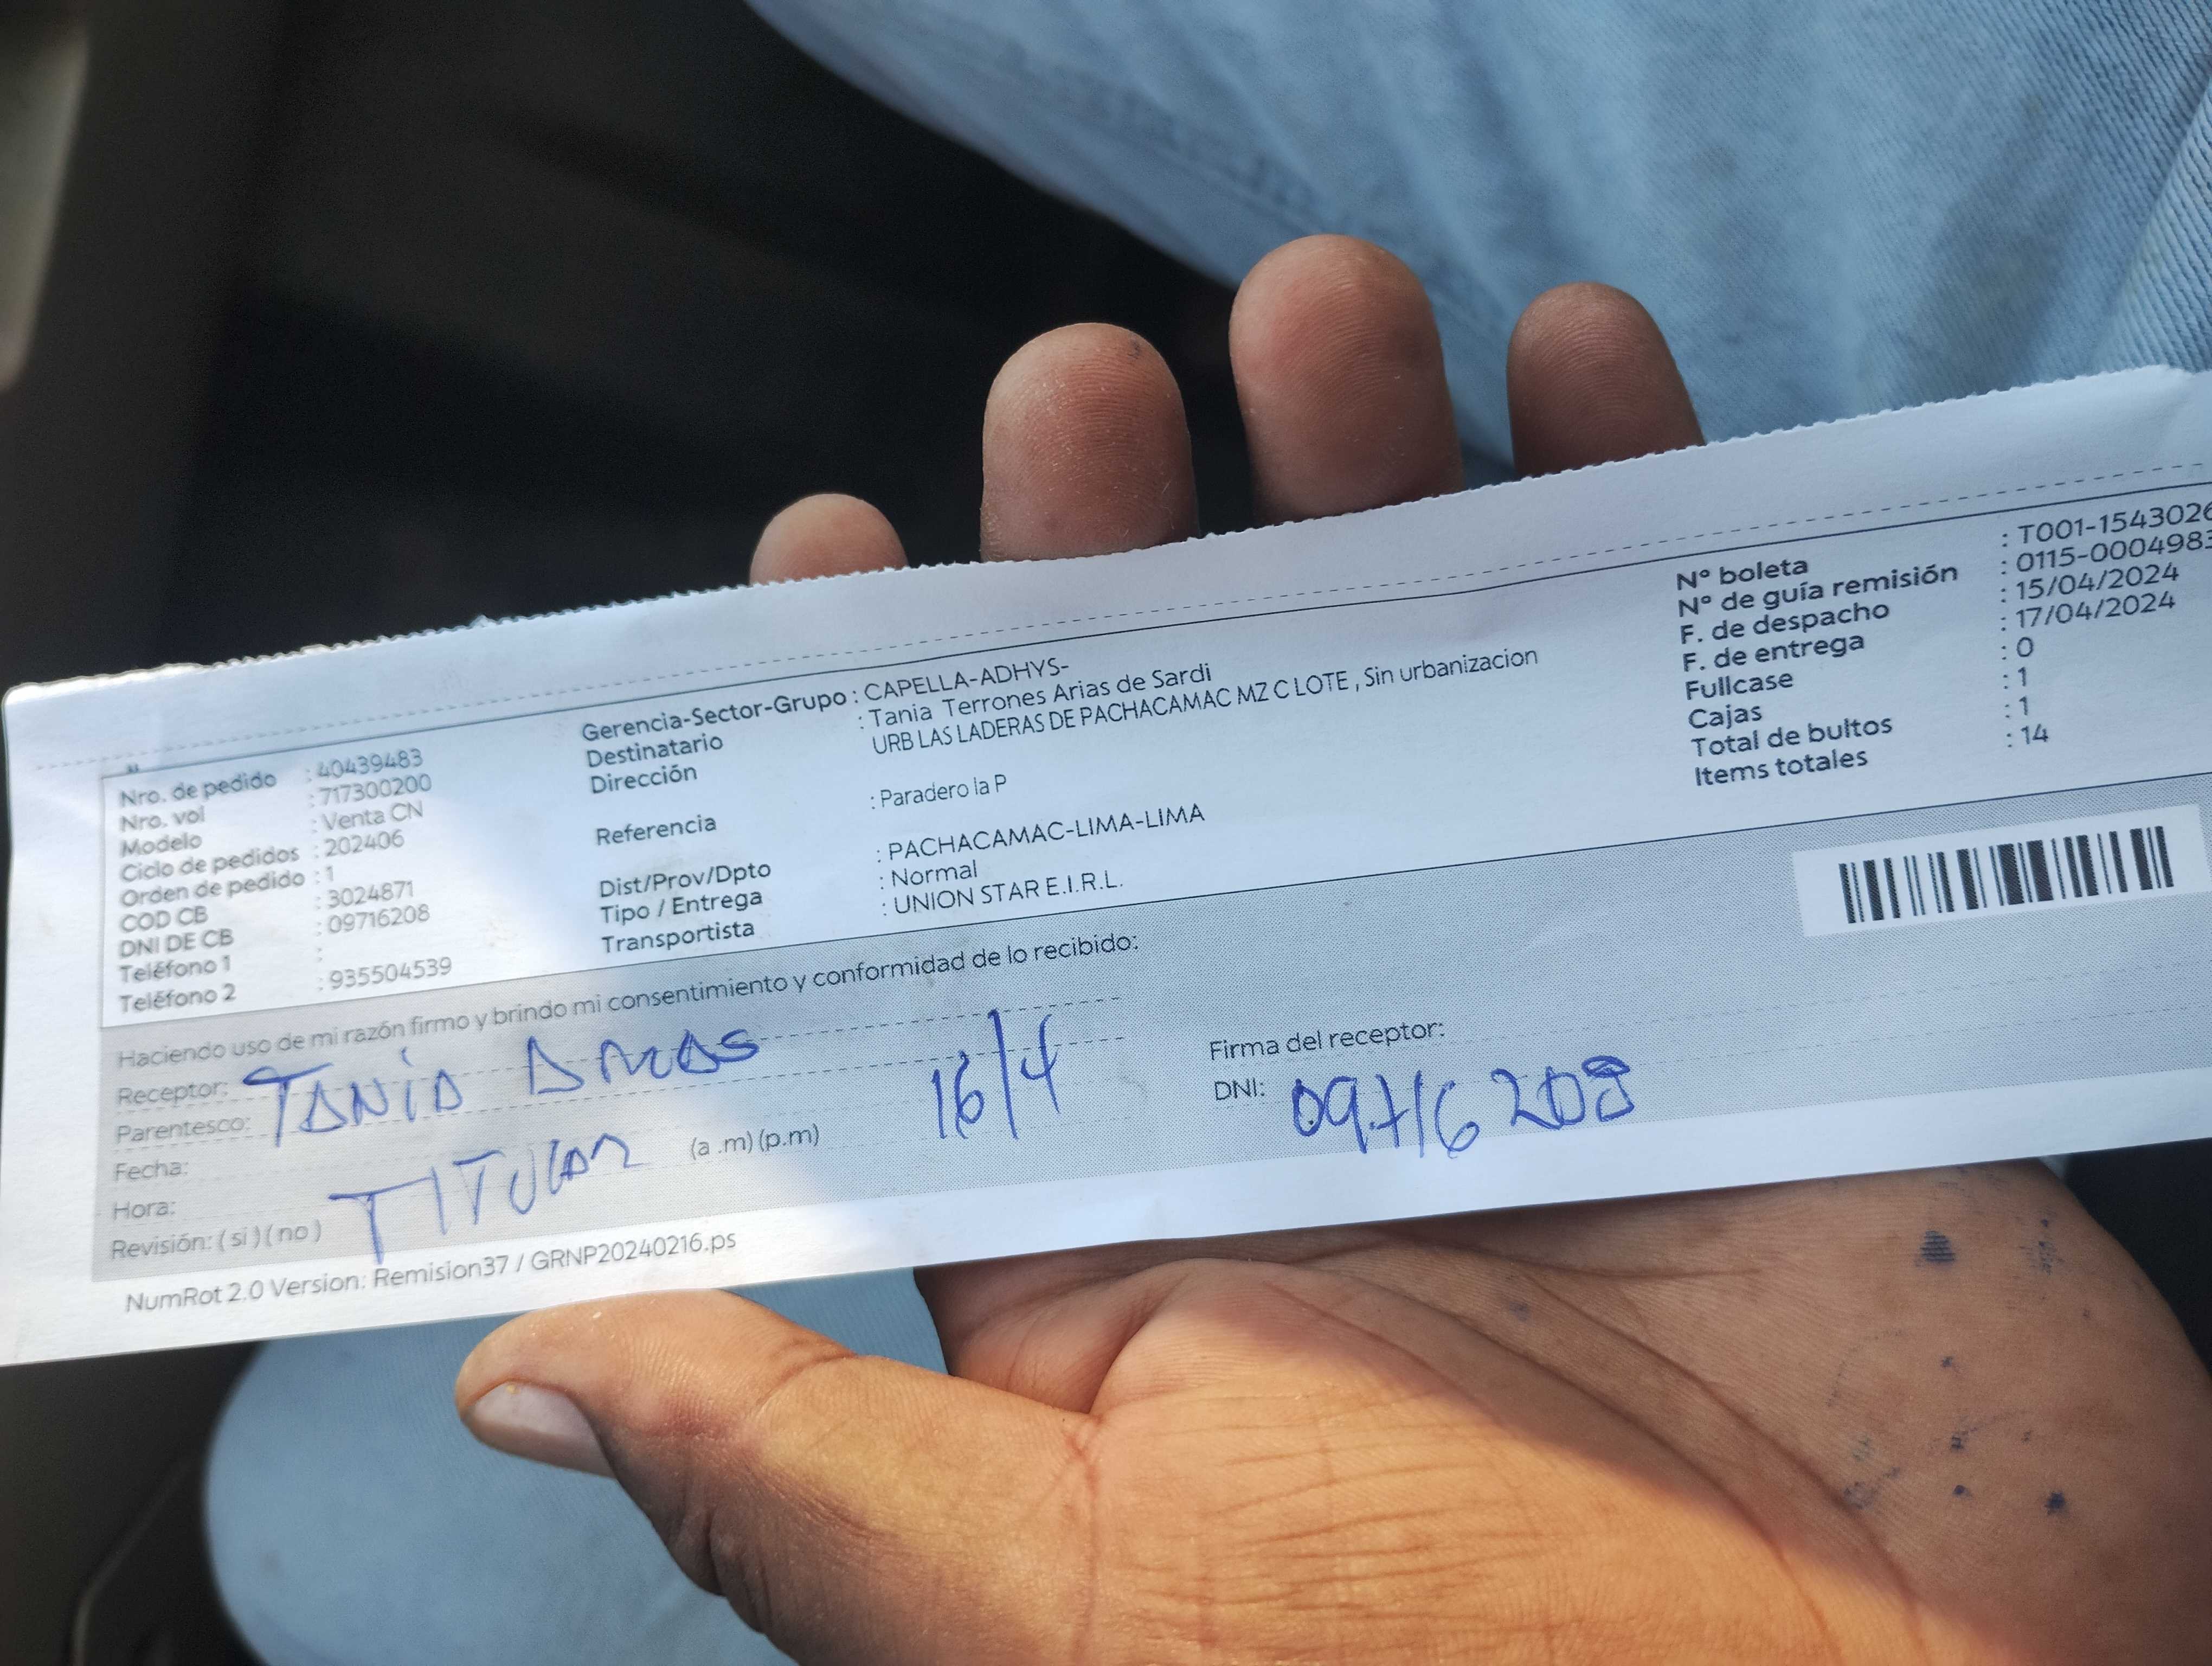 Nro. de pedido : 40439483
Nro. vol : 717300200
Modelo : Venta CN
Ciclo de pedidos : 202406
Orden de pedido : 1
COD CB : 3024871
DNI DE CB : 09716208
Teléfono 1 :
Teléfono 2 : 935504539
Gerencia-Sector-Grupo : CAPELLA-ADHYS-
Destinatario : Tania Terrones Arias de Sardi
Dirección URB LAS LADERAS DE PACHACAMAC MZ C LOTE , Sin urbanizacion
Referencia : Paradero la P
Dist/Prov/Dpto : PACHACAMAC-LIMA-LIMA
Tipo / Entrega : Normal
Transportista : UNION STAR E.I.R.L.
N° boleta : T001-1543026
N° de guía remisión : 0115-0004983
F. de despacho : 15/04/2024
F. de entrega : 17/04/2024
Fullcase : 0
Cajas : 1
Total de bultos : 1
Items totales : 14
Haciendo uso de mi razón firmo y brindo mi consentimiento y conformidad de lo recibido:
Receptor: TANIA ARIAS
Parentesco: TITULAR
Fecha: 16/4
Hora: (a .m) (p.m)
Revisión: ( si ) ( no )
Firma del receptor:
DNI: 09716208
NumRot 2.0 Version: Remision37 / GRNP20240216.ps